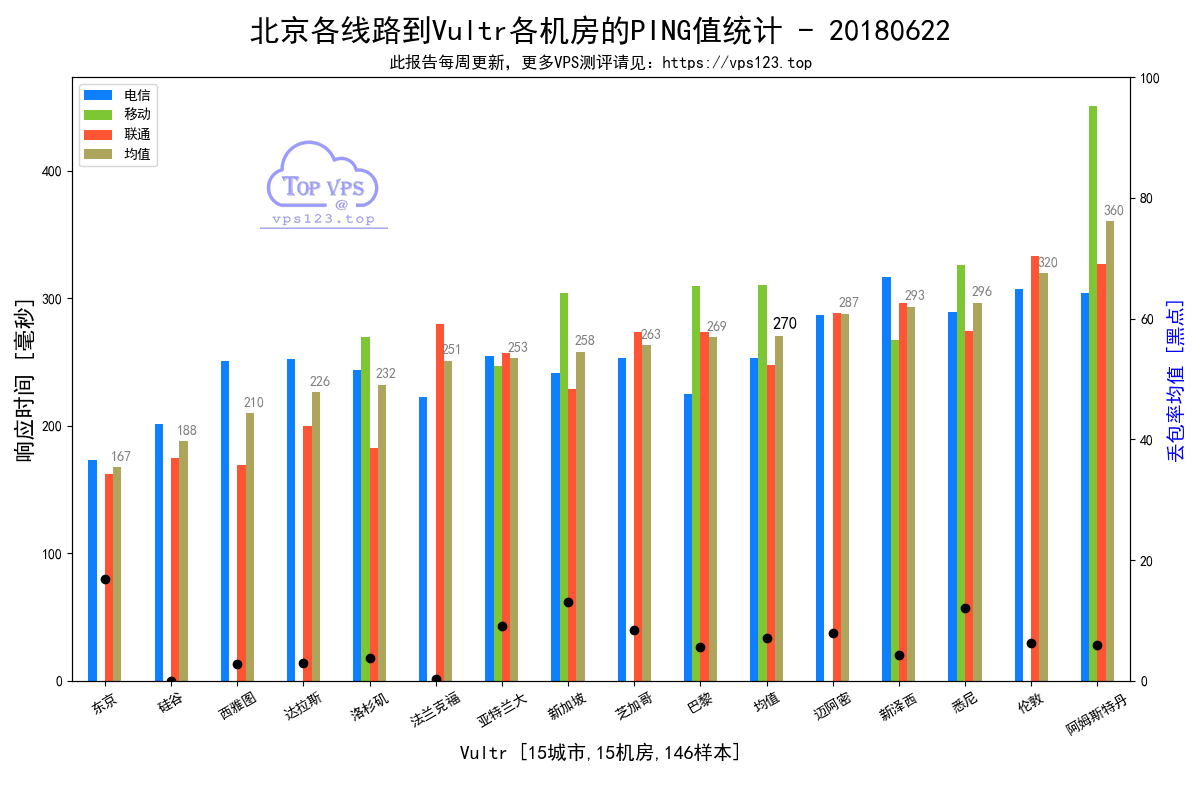 北京各线路到Vultr各机房的PING值统计 - 20180622
此报告每周更新，更多VPS测评请见：https://vps123.top
电信
移动
联通
均值
TOP VPS
@
vps123.top
响应时间 [毫秒]
400
300
200
100
0
100
80
60
40
20
0
丢包率均值 [黑点]
167
188
210
226
232
251
253
258
263
269
270
287
293
296
320
360
东京
硅谷
西雅图
达拉斯
洛杉矶
法兰克福
亚特兰大
新加坡
芝加哥
巴黎
均值
迈阿密
新泽西
悉尼
伦敦
阿姆斯特丹
Vultr [15城市,15机房,146样本]